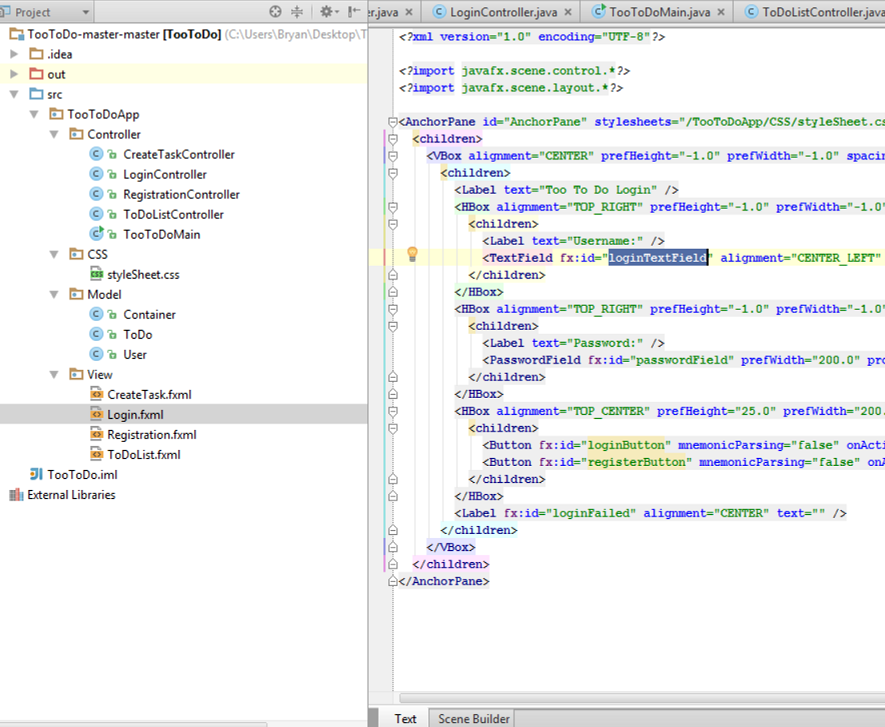 Project
er.java LoginController.java TooToDoMain.java ToDoListController.java
TooToDo-master-master [TooToDo] (C:\Users\Bryan\Desktop\T
.idea
out
src
TooToDoApp
Controller
CreateTaskController
LoginController
RegistrationController
ToDoListController
TooToDoMain
CSS
styleSheet.css
Model
Container
ToDo
User
View
CreateTask.fxml
Login.fxml
Registration.fxml
ToDoList.fxml
TooToDo.iml
External Libraries
<?xml version="1.0" encoding="UTF-8"?>
<?import javafx.scene.control.*?>
<?import javafx.scene.layout.*?>
<AnchorPane id="AnchorPane" stylesheets="/TooToDoApp/CSS/styleSheet.cs
<children>
<VBox alignment="CENTER" prefHeight="-1.0" prefWidth="-1.0" spacin
<children>
<Label text="Too To Do Login" />
<HBox alignment="TOP_RIGHT" prefHeight="-1.0" prefWidth="-1.0"
<children>
<Label text="Username:" />
<TextField fx:id="loginTextField" alignment="CENTER_LEFT"
</children>
</HBox>
<HBox alignment="TOP_RIGHT" prefHeight="-1.0" prefWidth="-1.0"
<children>
<Label text="Password:" />
<PasswordField fx:id="passwordField" prefWidth="200.0" pro
</children>
</HBox>
<HBox alignment="TOP_CENTER" prefHeight="25.0" prefWidth="200.
<children>
<Button fx:id="loginButton" mnemonicParsing="false" onActi
<Button fx:id="registerButton" mnemonicParsing="false" onA
</children>
</HBox>
<Label fx:id="loginFailed" alignment="CENTER" text="" />
</children>
</VBox>
</children>
</AnchorPane>
Text Scene Builder